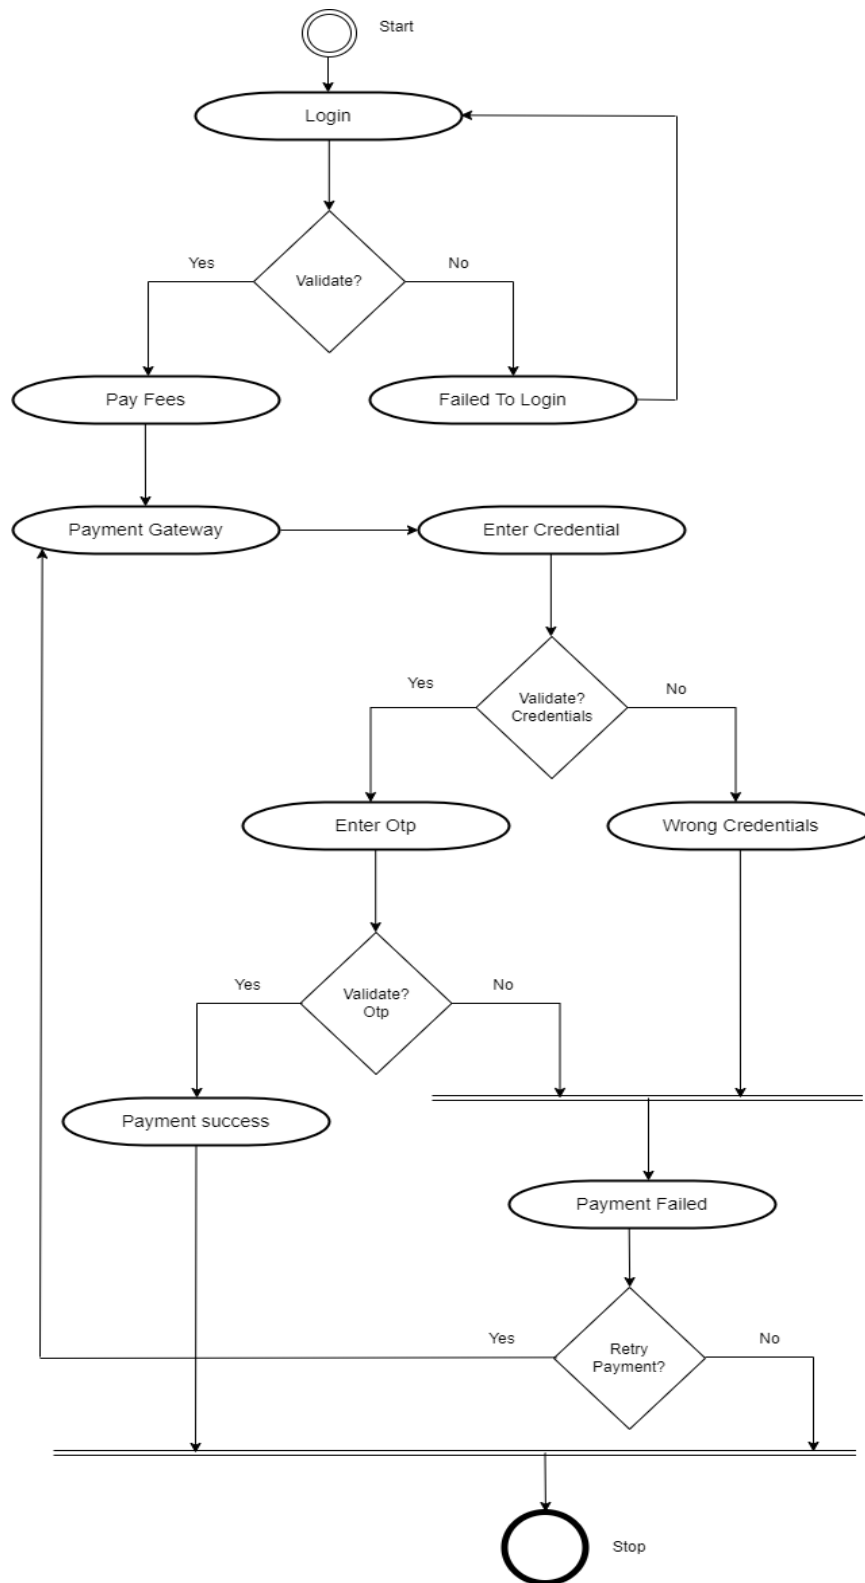 Start
Login
Yes
Validate?
No
Pay Fees
Failed To Login
Payment Gateway
Enter Credential
Yes
Validate?
Credentials
No
Enter Otp
Wrong Credentials
Yes
Validate?
Otp
No
Payment success
Payment Failed
Yes
Retry
Payment?
No
Stop